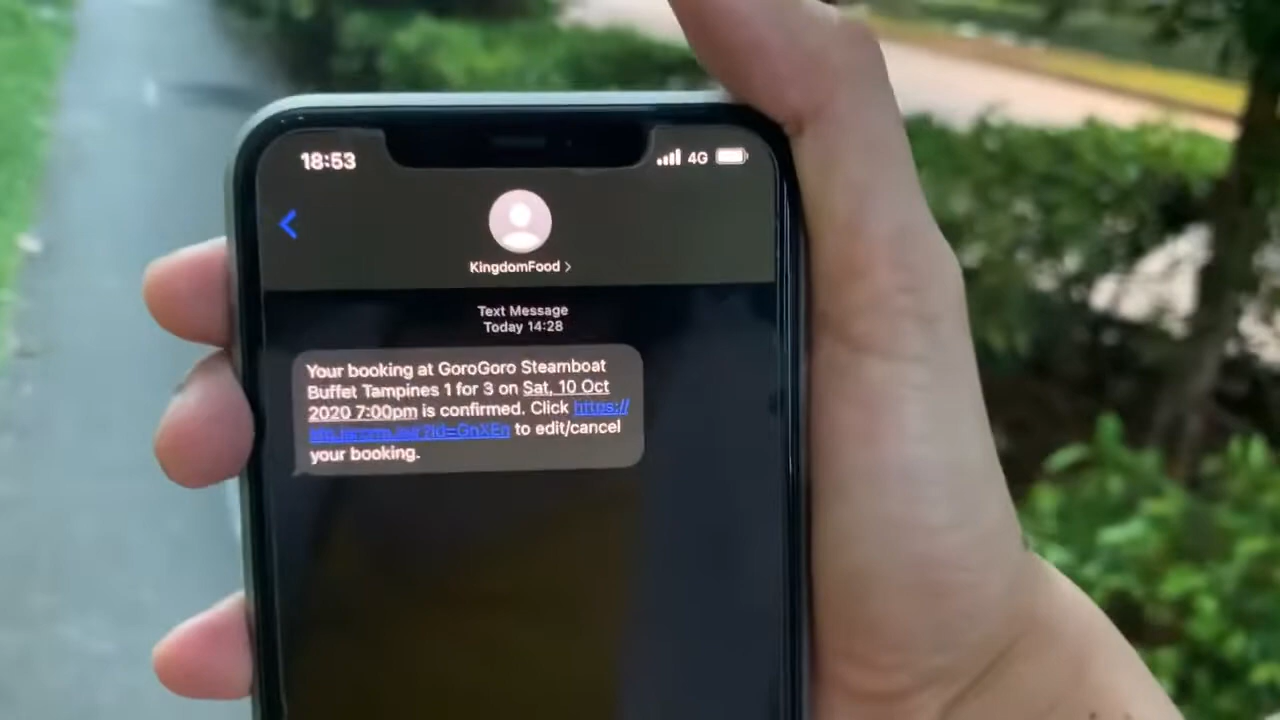 18:53
4G
KingdomFood >
Text Message
Today 14:28
Your booking at GoroGoro Steamboat
Buffet Tampines 1 for 3 on Sat, 10 Oct
2020 7:00pm is confirmed. Click https://
to edit/cancel
your booking.